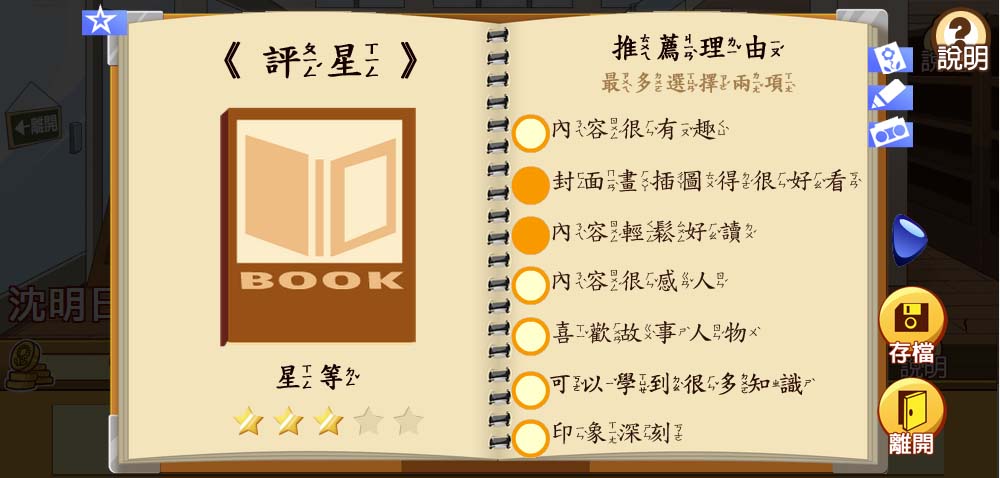 《 評星 》
BOOK
星等
推薦理由
最多選擇兩項
內容很有趣
封面畫插圖得很好看
內容輕鬆好讀
內容很感人
喜歡故事人物
可以學到很多知識
印象深刻
說明
存檔
離開
離開
沈明日
說明